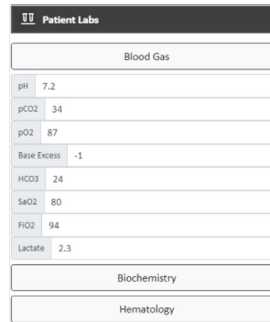 Patient Labs
Blood Gas
pH 7.2
pCO2 34
pO2 87
Base Excess -1
HCO3 24
SaO2 80
FiO2 94
Lactate 2.3
Biochemistry
Hematology